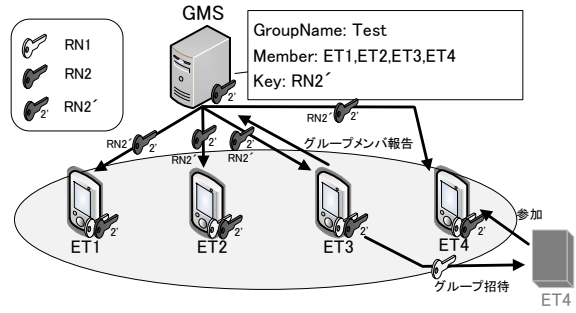 GMS
RN1
RN2
RN2´
2'
GroupName: Test
Member: ET1,ET2,ET3,ET4
Key: RN2´
2'
RN2´
2'
RN2´
2'
RN2´
2'
RN2´
2'
グループメンバ報告
2'
ET1
2'
ET2
2'
ET3
2'
ET4
参加
グループ招待
ET4